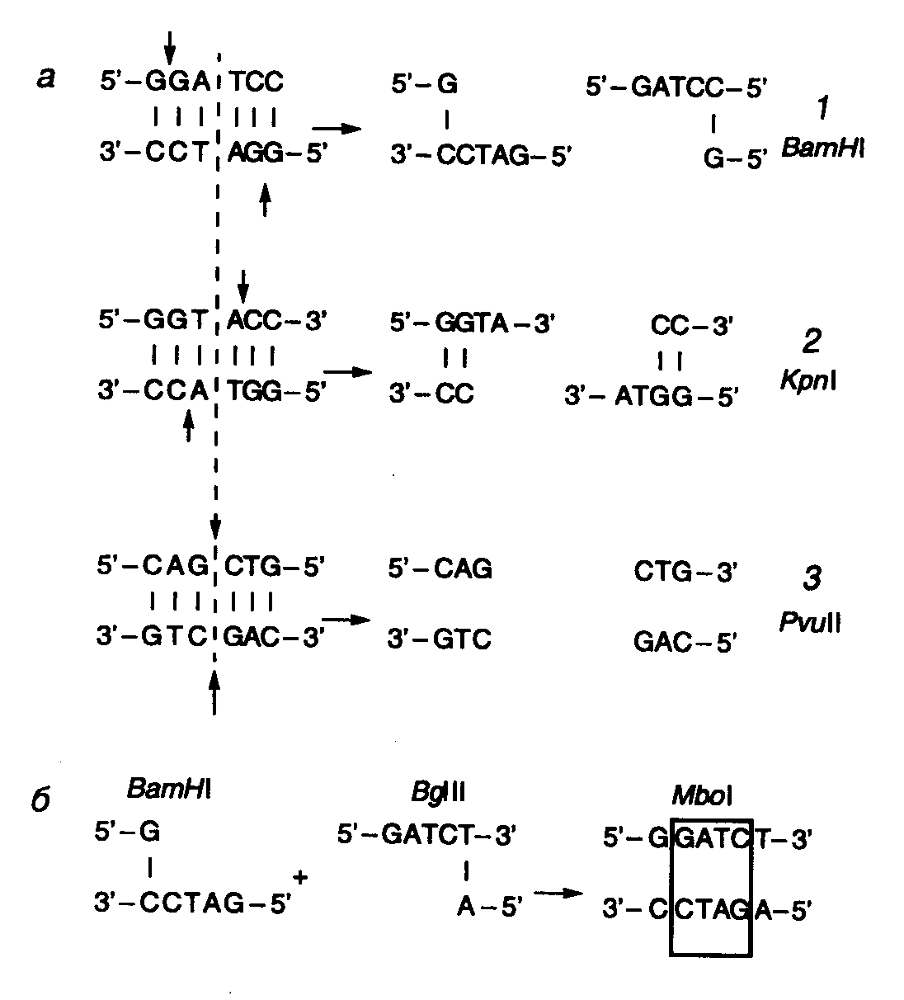 а 5'–GGA TCC 5'–G 5'–GATCC–5' 1
3'–CCT AGG–5' 3'–CCTAG–5' G–5' BamHI
5'–GGT ACC–3' 5'–GGTA–3' CC–3' 2
3'–CCA TGG–5' 3'–CC 3'–ATGG–5' KpnI
5'–CAG CTG–5' 5'–CAG CTG–3' 3
3'–GTC GAC–3' 3'–GTC GAC–5' PvuII
б BamHI BglII MboI
5'–G 5'–GATCT–3' 5'–GGATCT–3'
+
3'–CCTAG–5' A–5' 3'–CCTAGA–5'